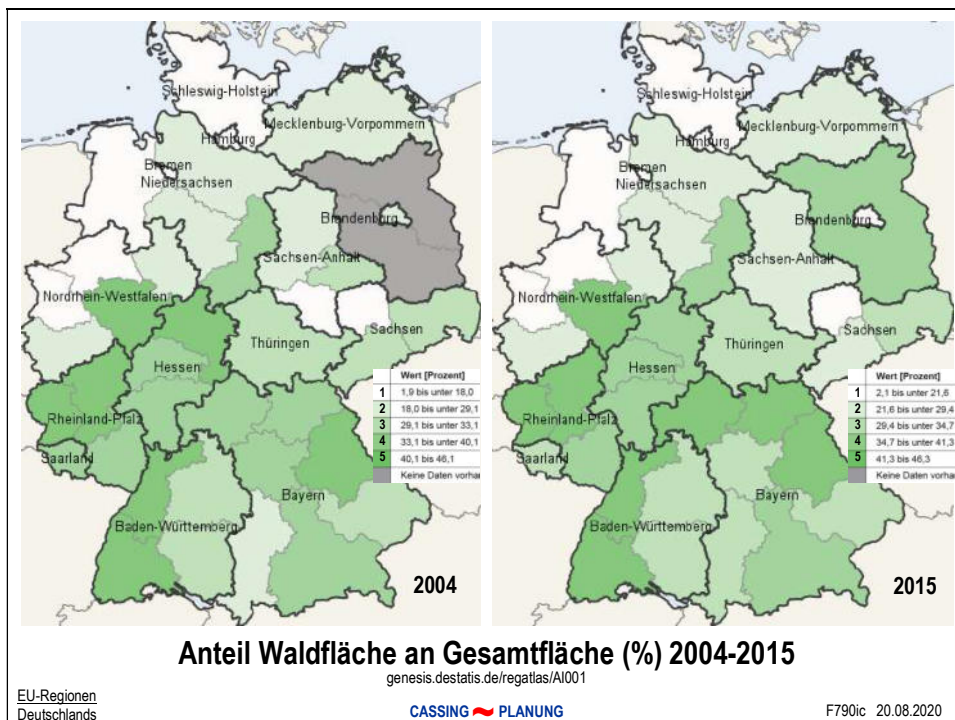 Schleswig-Holstein
Mecklenburg-Vorpommern
Hamburg
Bremen
Niedersachsen
Brandenburg
Sachsen-Anhalt
Nordrhein-Westfalen
Sachsen
Thüringen
Hessen
Rheinland-Pfalz
Saarland
Bayern
Baden-Württemberg
Wert [Prozent]
1 1,9 bis unter 18,0
2 18,0 bis unter 29,1
3 29,1 bis unter 33,1
4 33,1 bis unter 40,1
5 40,1 bis 46,1
Keine Daten vorha
2004
Schleswig-Holstein
Mecklenburg-Vorpommern
Hamburg
Bremen
Niedersachsen
Brandenburg
Sachsen-Anhalt
Nordrhein-Westfalen
Sachsen
Thüringen
Hessen
Rheinland-Pfalz
Saarland
Bayern
Baden-Württemberg
Wert [Prozent]
1 2,1 bis unter 21,6
2 21,6 bis unter 29,4
3 29,4 bis unter 34,7
4 34,7 bis unter 41,3
5 41,3 bis 46,3
Keine Daten vorha
2015
Anteil Waldfläche an Gesamtfläche (%) 2004-2015
genesis.destatis.de/regatlas/AI001
EU-Regionen
Deutschlands
CASSING PLANUNG
F790ic 20.08.2020